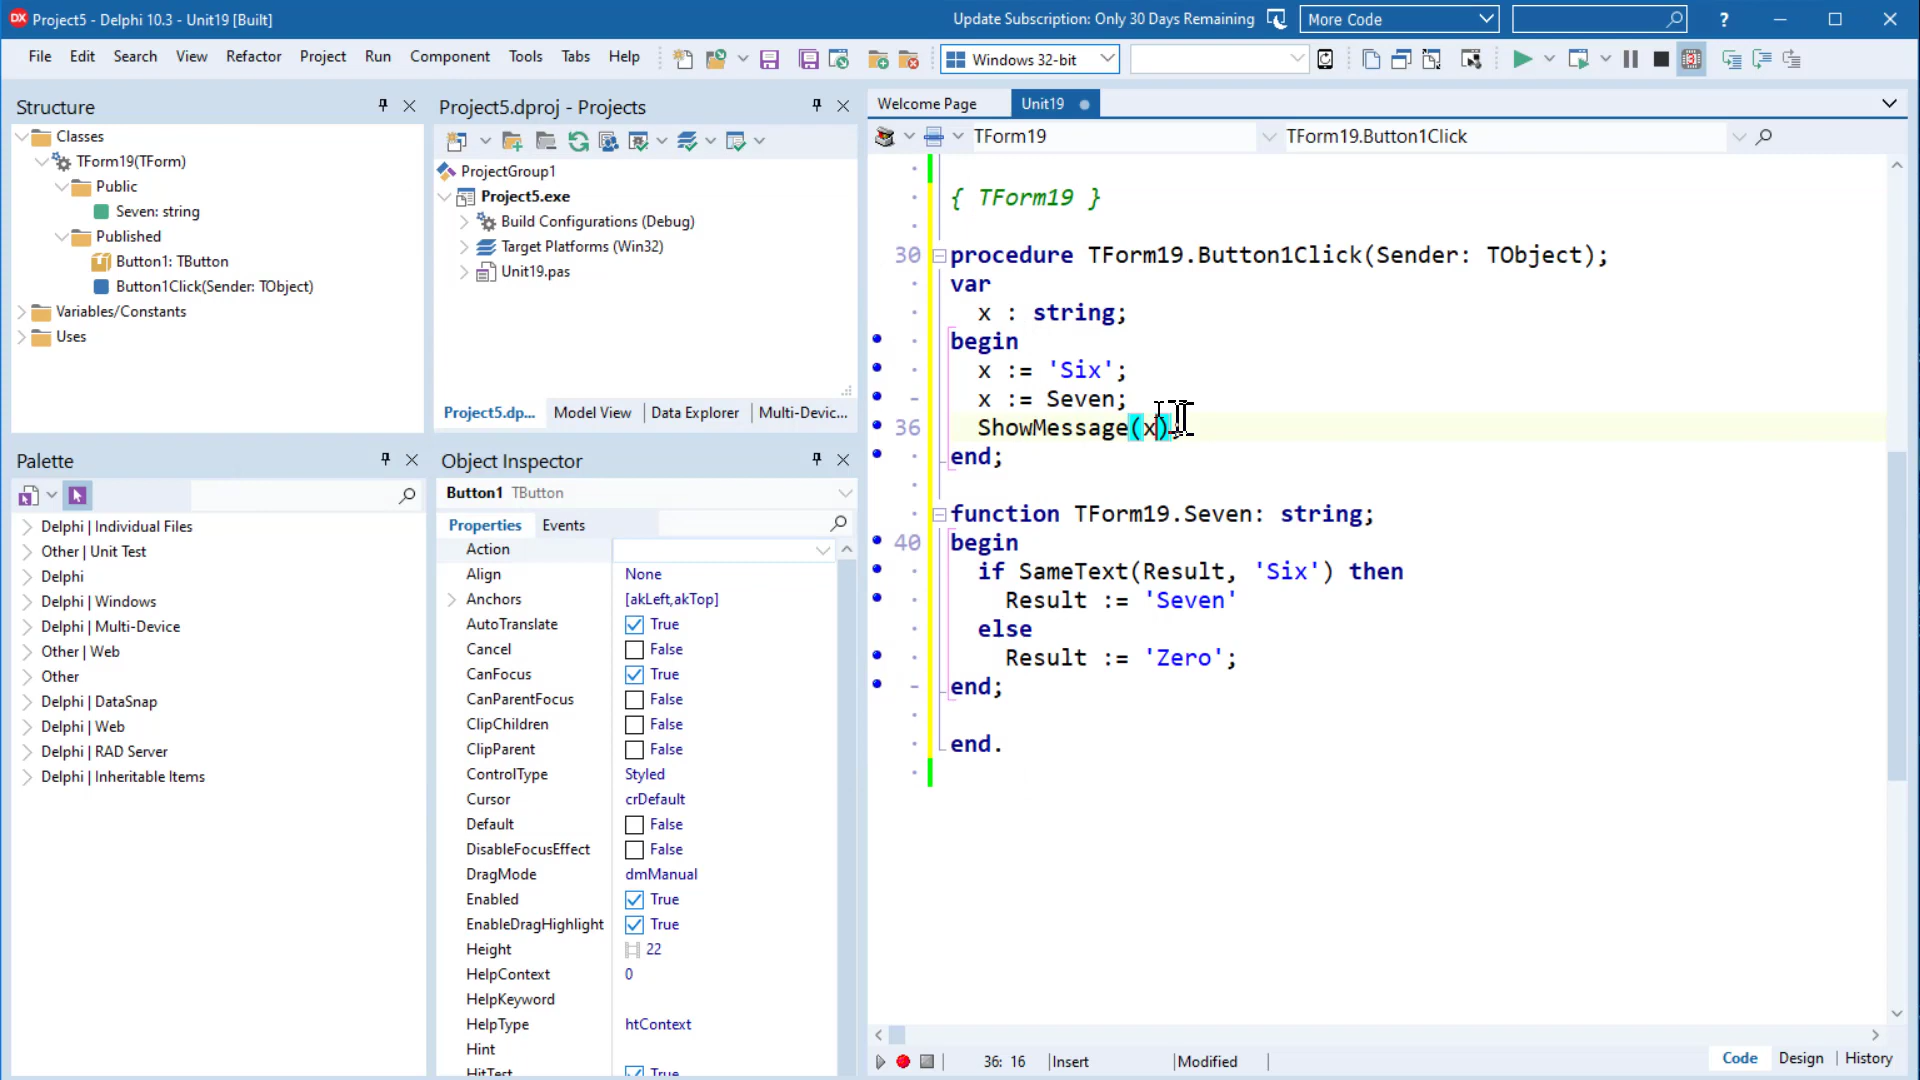 Project5 - Delphi 10.3 - Unit19 [Built]
Update Subscription: Only 30 Days Remaining
More Code
?
File Edit Search View Refactor Project Run Component Tools Tabs Help
Windows 32-bit
Structure
Classes
TForm19(TForm)
Public
Seven: string
Published
Button1: TButton
Button1Click(Sender: TObject)
Variables/Constants
Uses
Project5.dproj - Projects
ProjectGroup1
Project5.exe
Build Configurations (Debug)
Target Platforms (Win32)
Unit19.pas
Project5.dp... Model View Data Explorer Multi-Devic...
Palette
Delphi | Individual Files
Other | Unit Test
Delphi
Delphi | Windows
Delphi | Multi-Device
Other | Web
Other
Delphi | DataSnap
Delphi | Web
Delphi | RAD Server
Delphi | Inheritable Items
Object Inspector
Button1 TButton
Properties Events
Action
Align None
Anchors [akLeft,akTop]
AutoTranslate True
Cancel False
CanFocus True
CanParentFocus False
ClipChildren False
ClipParent False
ControlType Styled
Cursor crDefault
Default False
DisableFocusEffect False
DragMode dmManual
Enabled True
EnableDragHighlight True
Height 22
HelpContext 0
HelpKeyword
HelpType htContext
Hint
HitTest True
Welcome Page Unit19
TForm19 TForm19.Button1Click
{ TForm19 }
30 procedure TForm19.Button1Click(Sender: TObject);
var
x : string;
begin
x := 'Six';
x := Seven;
36 ShowMessage(x);
end;
function TForm19.Seven: string;
40 begin
if SameText(Result, 'Six') then
Result := 'Seven'
else
Result := 'Zero';
end;
end.
36: 16 Insert Modified
Code Design History